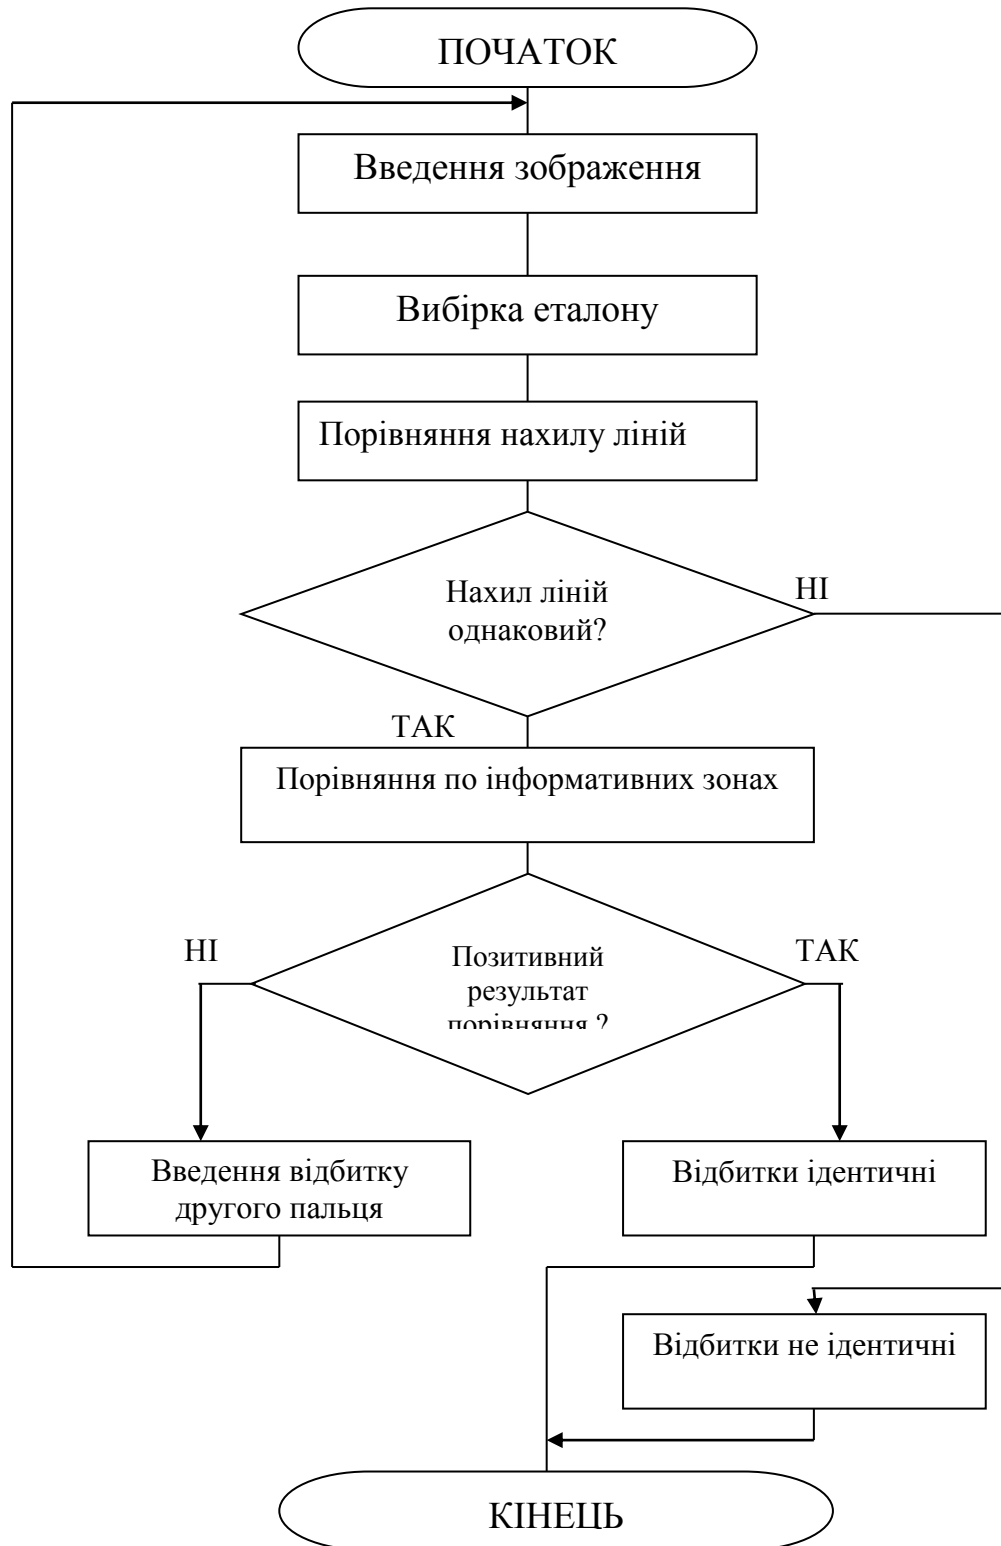 ПОЧАТОК
Введення зображення
Вибірка еталону
Порівняння нахилу ліній
Нахил ліній
однаковий?
НІ
ТАК
Порівняння по інформативних зонах
НІ
Позитивний
результат
порівняння ?
ТАК
Введення відбитку
другого пальця
Відбитки ідентичні
Відбитки не ідентичні
КІНЕЦЬ